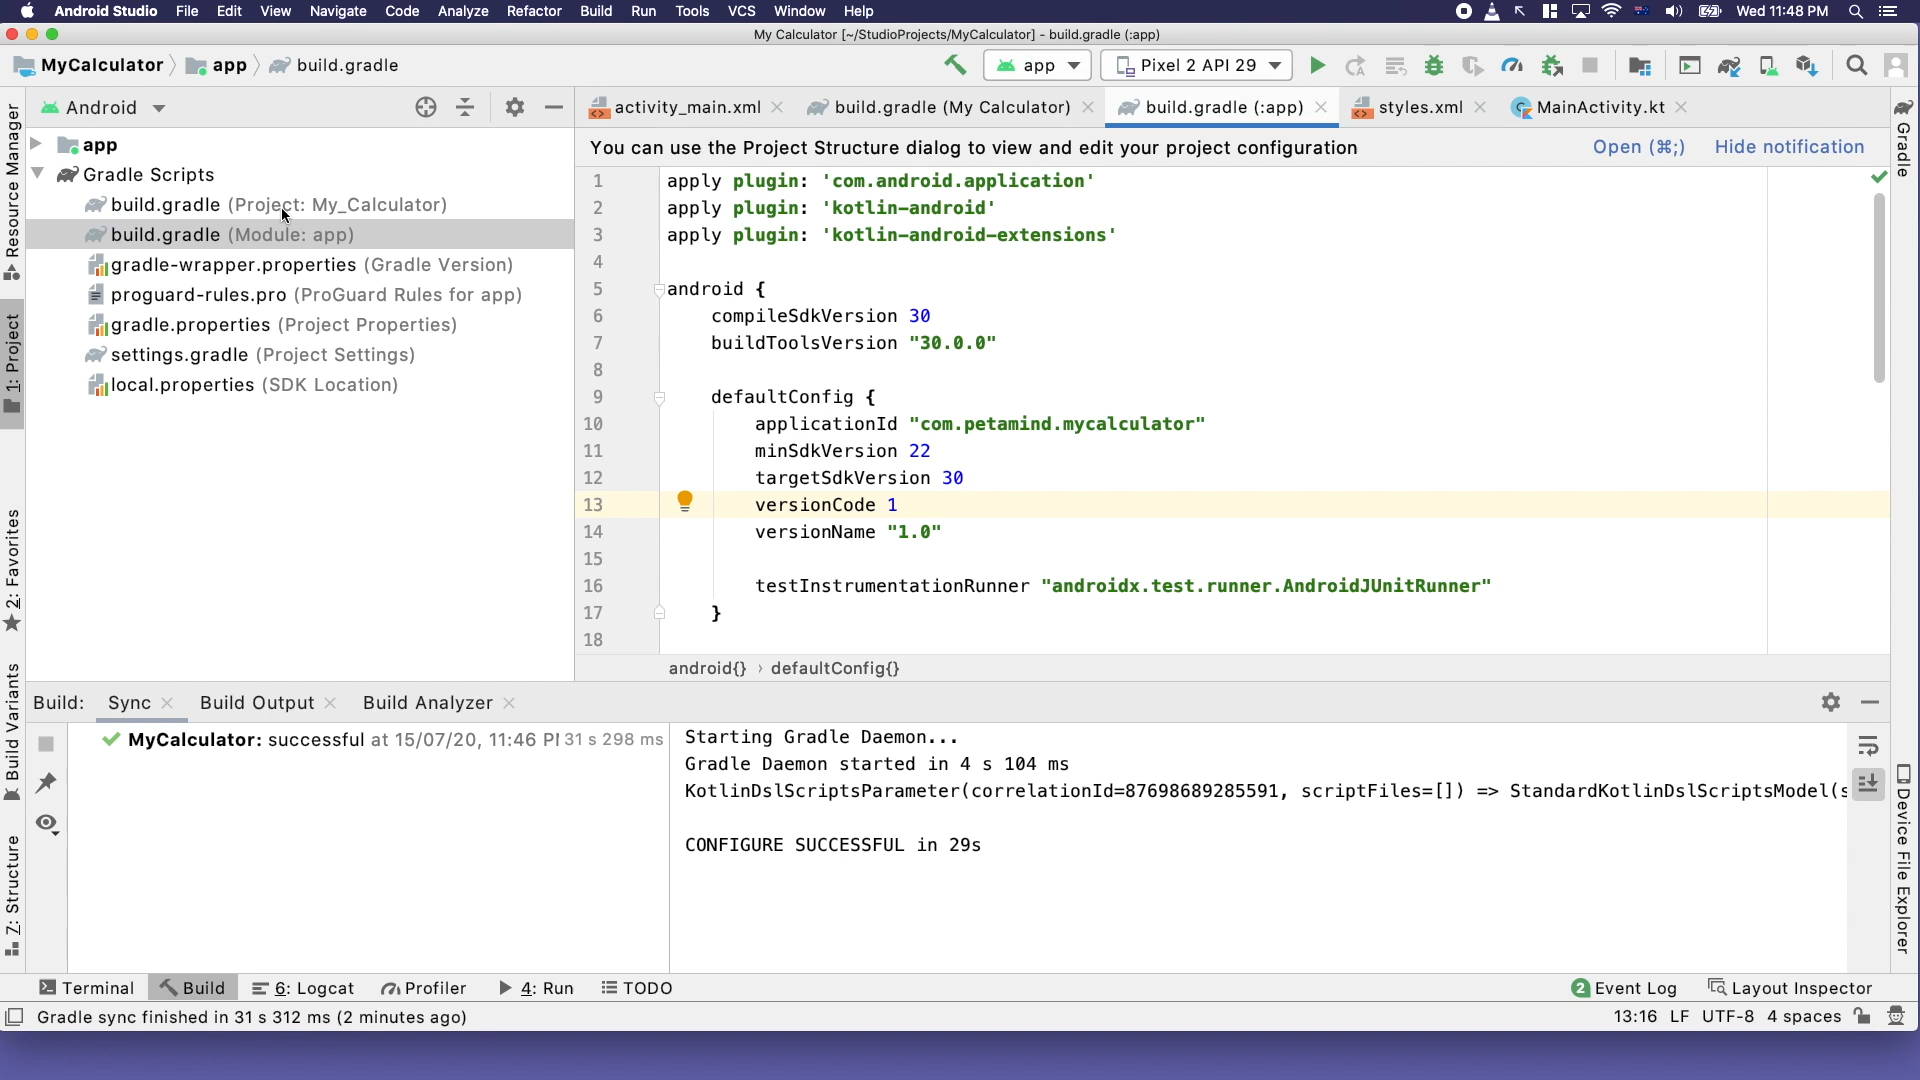 Android Studio File Edit View Navigate Code Analyze Refactor Build Run Tools VCS Window Help Wed 11:48 PM
My Calculator [~/StudioProjects/MyCalculator] - build.gradle (:app)
MyCalculator app build.gradle app Pixel 2 API 29
Android activity_main.xml build.gradle (My Calculator) build.gradle (:app) styles.xml MainActivity.kt
You can use the Project Structure dialog to view and edit your project configuration Open (⌘;) Hide notification
app
Gradle Scripts
build.gradle (Project: My_Calculator)
build.gradle (Module: app)
gradle-wrapper.properties (Gradle Version)
proguard-rules.pro (ProGuard Rules for app)
gradle.properties (Project Properties)
settings.gradle (Project Settings)
local.properties (SDK Location)
1 apply plugin: 'com.android.application'
2 apply plugin: 'kotlin-android'
3 apply plugin: 'kotlin-android-extensions'
4
5 android {
6 compileSdkVersion 30
7 buildToolsVersion "30.0.0"
8
9 defaultConfig {
10 applicationId "com.petamind.mycalculator"
11 minSdkVersion 22
12 targetSdkVersion 30
13 versionCode 1
14 versionName "1.0"
15
16 testInstrumentationRunner "androidx.test.runner.AndroidJUnitRunner"
17 }
18
android{} › defaultConfig{}
Resource Manager
1: Project
2: Favorites
Build Variants
7: Structure
Gradle
Device File Explorer
Build: Sync Build Output Build Analyzer
MyCalculator: successful at 15/07/20, 11:46 PI 31 s 298 ms
Starting Gradle Daemon...
Gradle Daemon started in 4 s 104 ms
KotlinDslScriptsParameter(correlationId=87698689285591, scriptFiles=[]) => StandardKotlinDslScriptsModel(s
CONFIGURE SUCCESSFUL in 29s
Terminal Build 6: Logcat Profiler 4: Run TODO 2 Event Log Layout Inspector
Gradle sync finished in 31 s 312 ms (2 minutes ago) 13:16 LF UTF-8 4 spaces